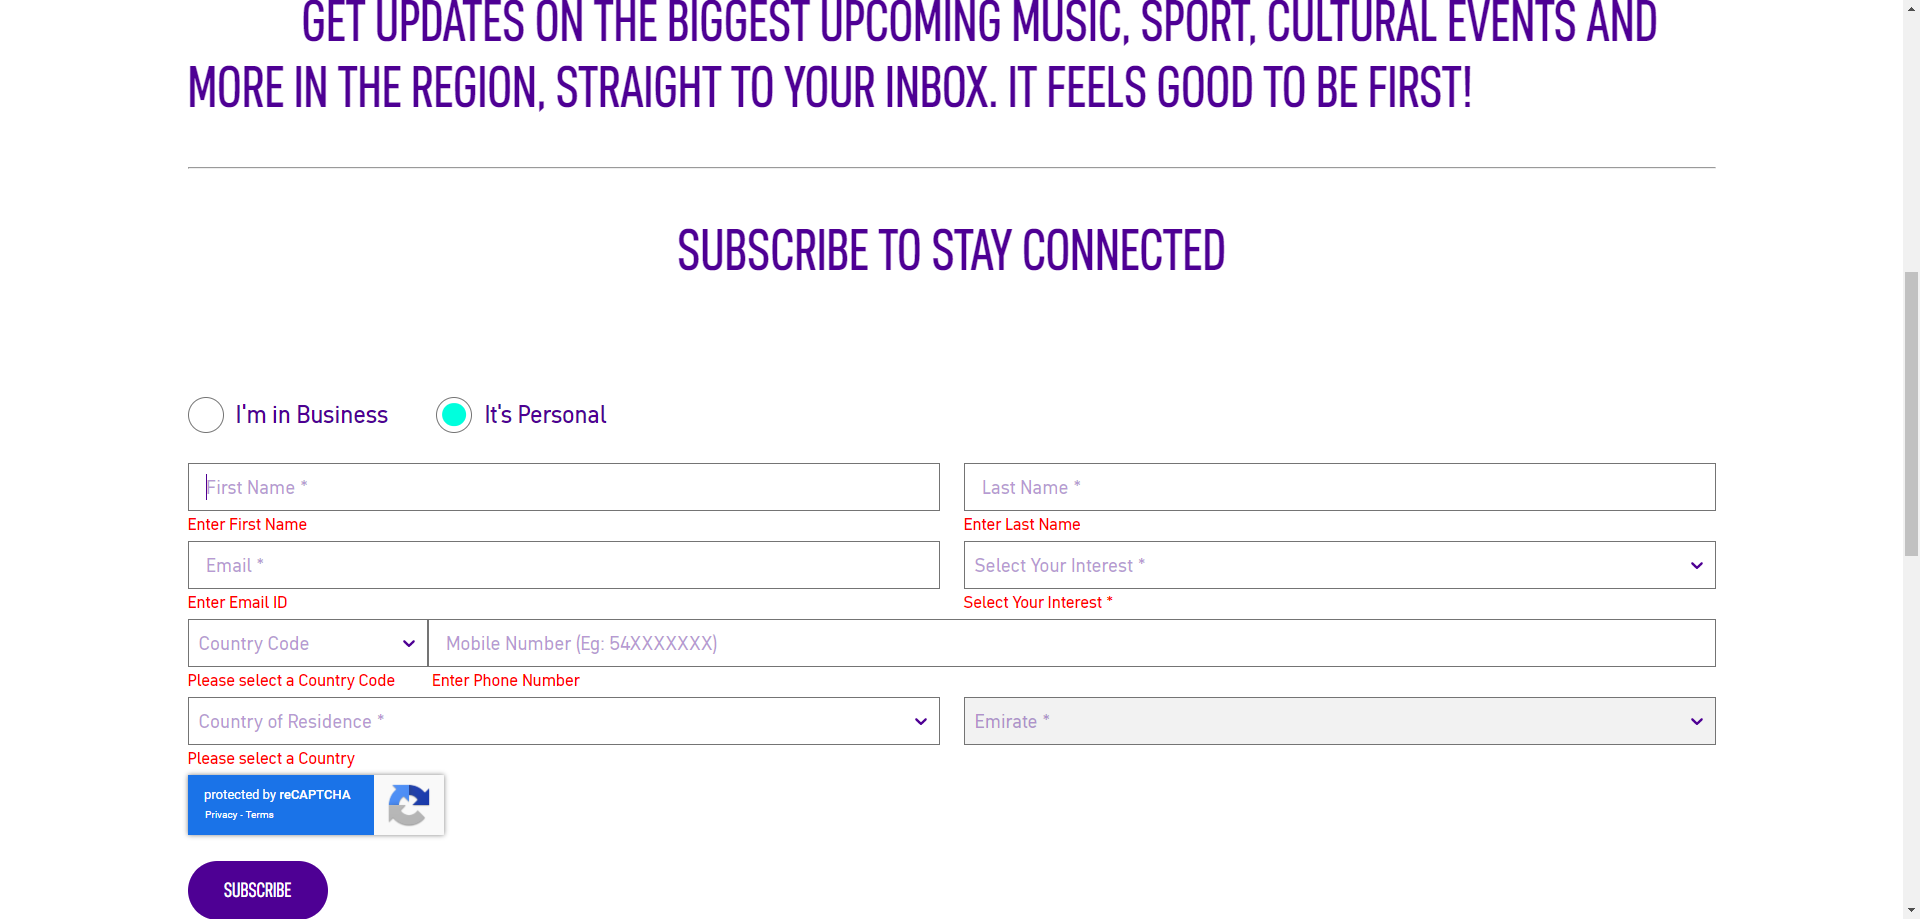 GET UPDATES ON THE BIGGEST UPCOMING MUSIC, SPORT, CULTURAL EVENTS AND
MORE IN THE REGION, STRAIGHT TO YOUR INBOX. IT FEELS GOOD TO BE FIRST!
SUBSCRIBE TO STAY CONNECTED
I'm in Business It's Personal
First Name * Last Name *
Enter First Name Enter Last Name
Email * Select Your Interest *
Enter Email ID Select Your Interest *
Country Code Mobile Number (Eg: 54XXXXXXX)
Please select a Country Code Enter Phone Number
Country of Residence * Emirate *
Please select a Country
protected by reCAPTCHA
Privacy - Terms
SUBSCRIBE